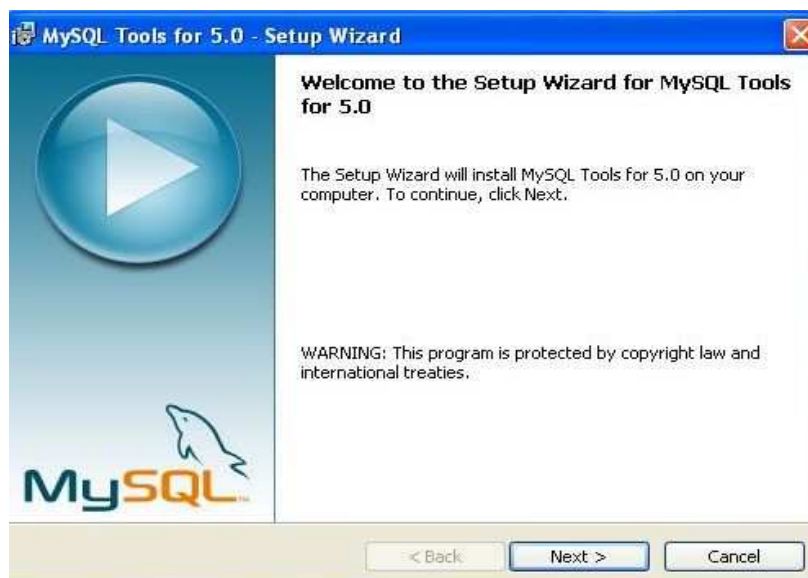 MySQL Tools for 5.0 - Setup Wizard
Welcome to the Setup Wizard for MySQL Tools
for 5.0
The Setup Wizard will install MySQL Tools for 5.0 on your
computer. To continue, click Next.
WARNING: This program is protected by copyright law and
international treaties.
MySQL
< Back
Next >
Cancel